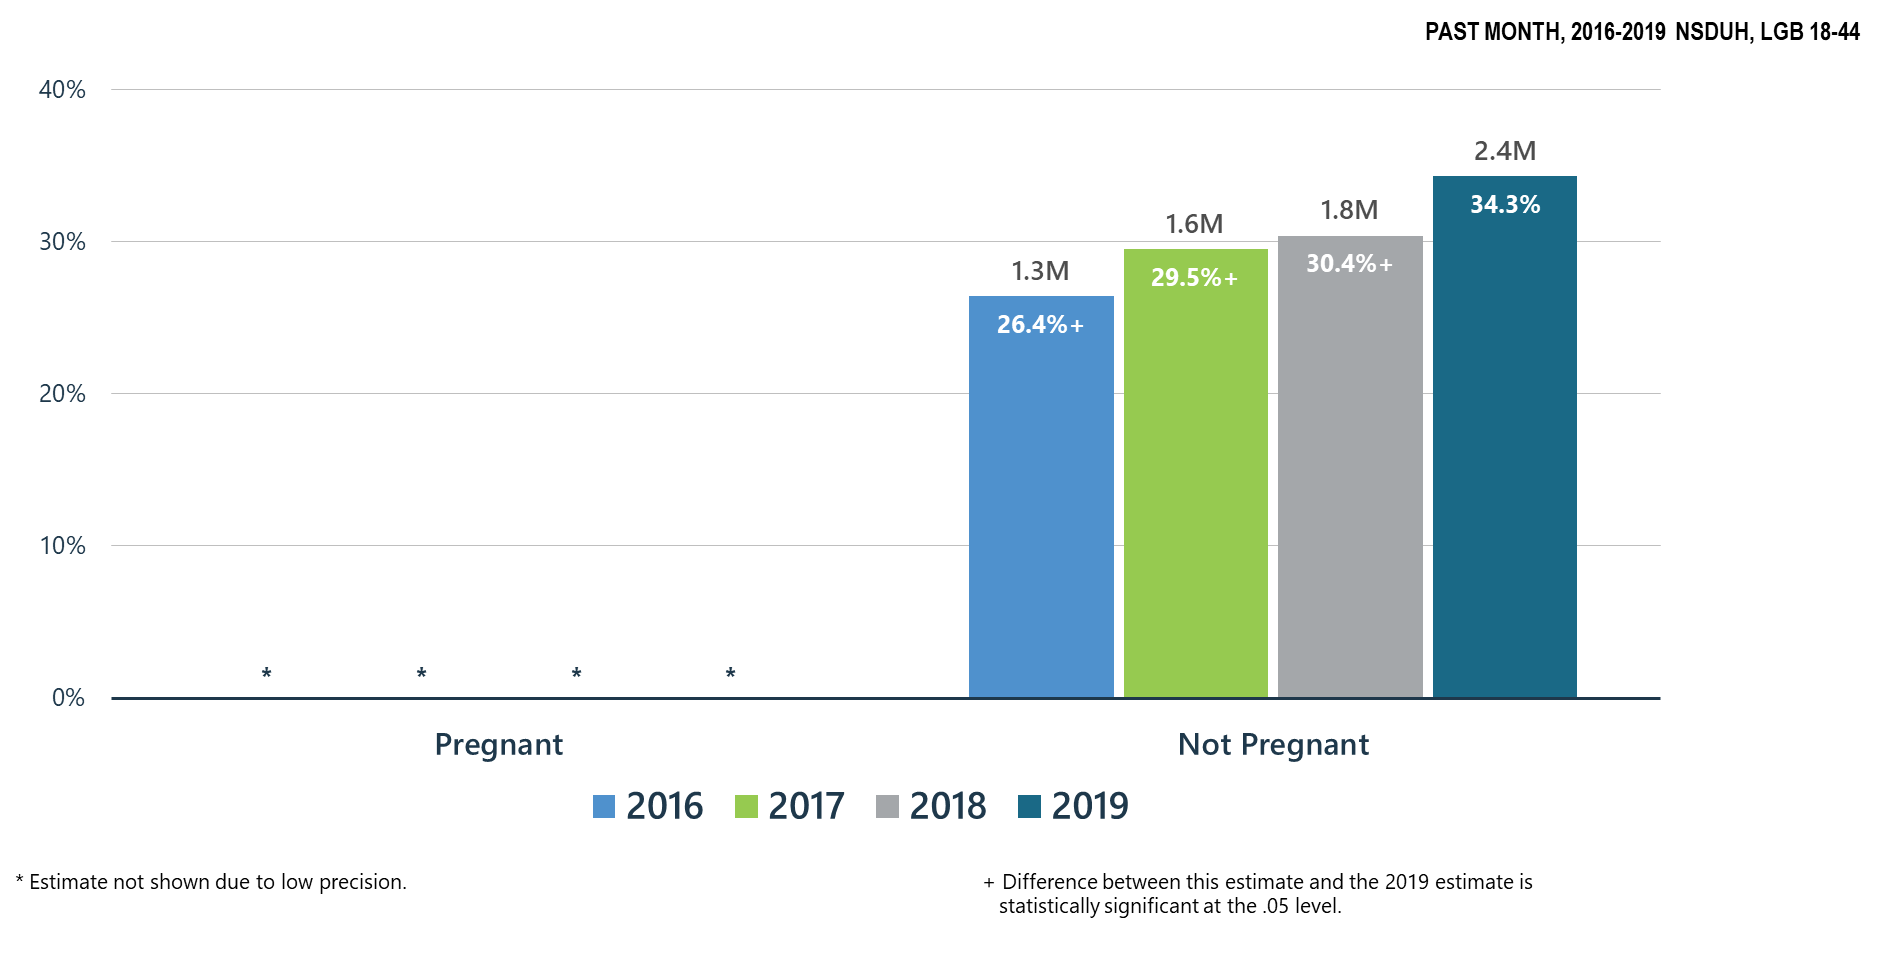 PAST MONTH, 2016-2019 NSDUH, LGB 18-44
40%
30%
20%
10%
0%
* * * *
1.3M
26.4%+
1.6M
29.5%+
1.8M
30.4%+
2.4M
34.3%
Pregnant
Not Pregnant
2016 2017 2018 2019
* Estimate not shown due to low precision.
+ Difference between this estimate and the 2019 estimate is
statistically significant at the .05 level.